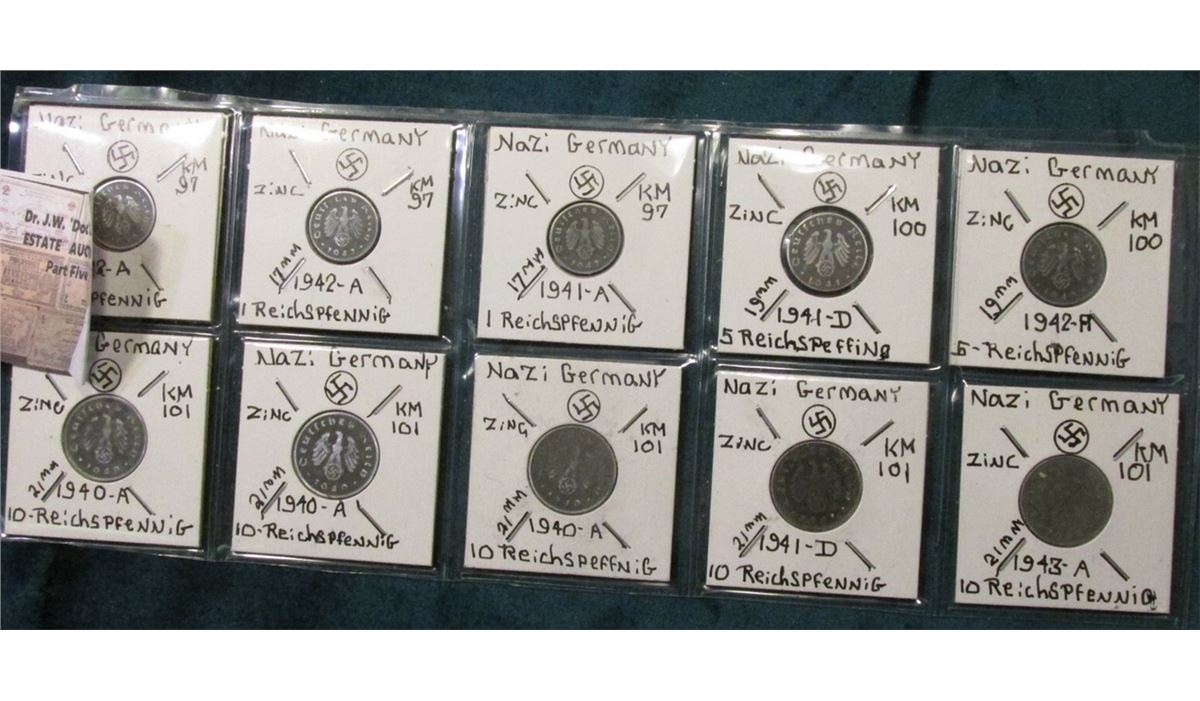 Nazi Germany
KM
97
2-A
PFENNIG
Dr. J.W. 'Doc
ESTATE AUC
Part Five
Nazi Germany
ZINC
KM
97
17MM
1942-A
1 ReichsPfennig
Nazi Germany
ZINC
KM
97
17MM
1941-A
1 ReichsPfennig
Nazi Germany
ZINC
KM
100
19MM
1941-D
5 Reichspeffing
Nazi Germany
ZINC
KM
100
19MM
1942-A
5-ReichsPfennig
Germany
ZINC
KM
101
21MM
1940-A
10-ReichsPfennig
Nazi Germany
ZINC
KM
101
21MM
1940-A
10-ReichsPfennig
Nazi Germany
ZINC
KM
101
21MM
1940-A
10 Reichspeffnig
Nazi Germany
ZINC
KM
101
21MM
1941-D
10 ReichsPfennig
Nazi Germany
ZINC
KM
101
21MM
1943-A
10 ReichsPfennig